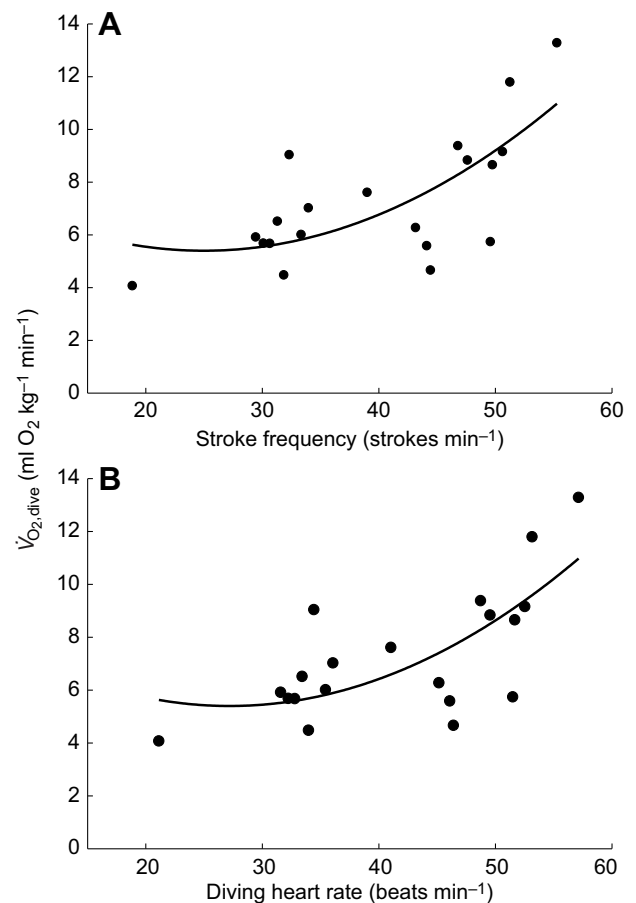 A
14
12
10
8
6
4
2
0
20 30 40 50 60
Stroke frequency (strokes min⁻¹)
V̇O₂,dive (ml O₂ kg⁻¹ min⁻¹)
B
14
12
10
8
6
4
2
0
20 30 40 50 60
Diving heart rate (beats min⁻¹)